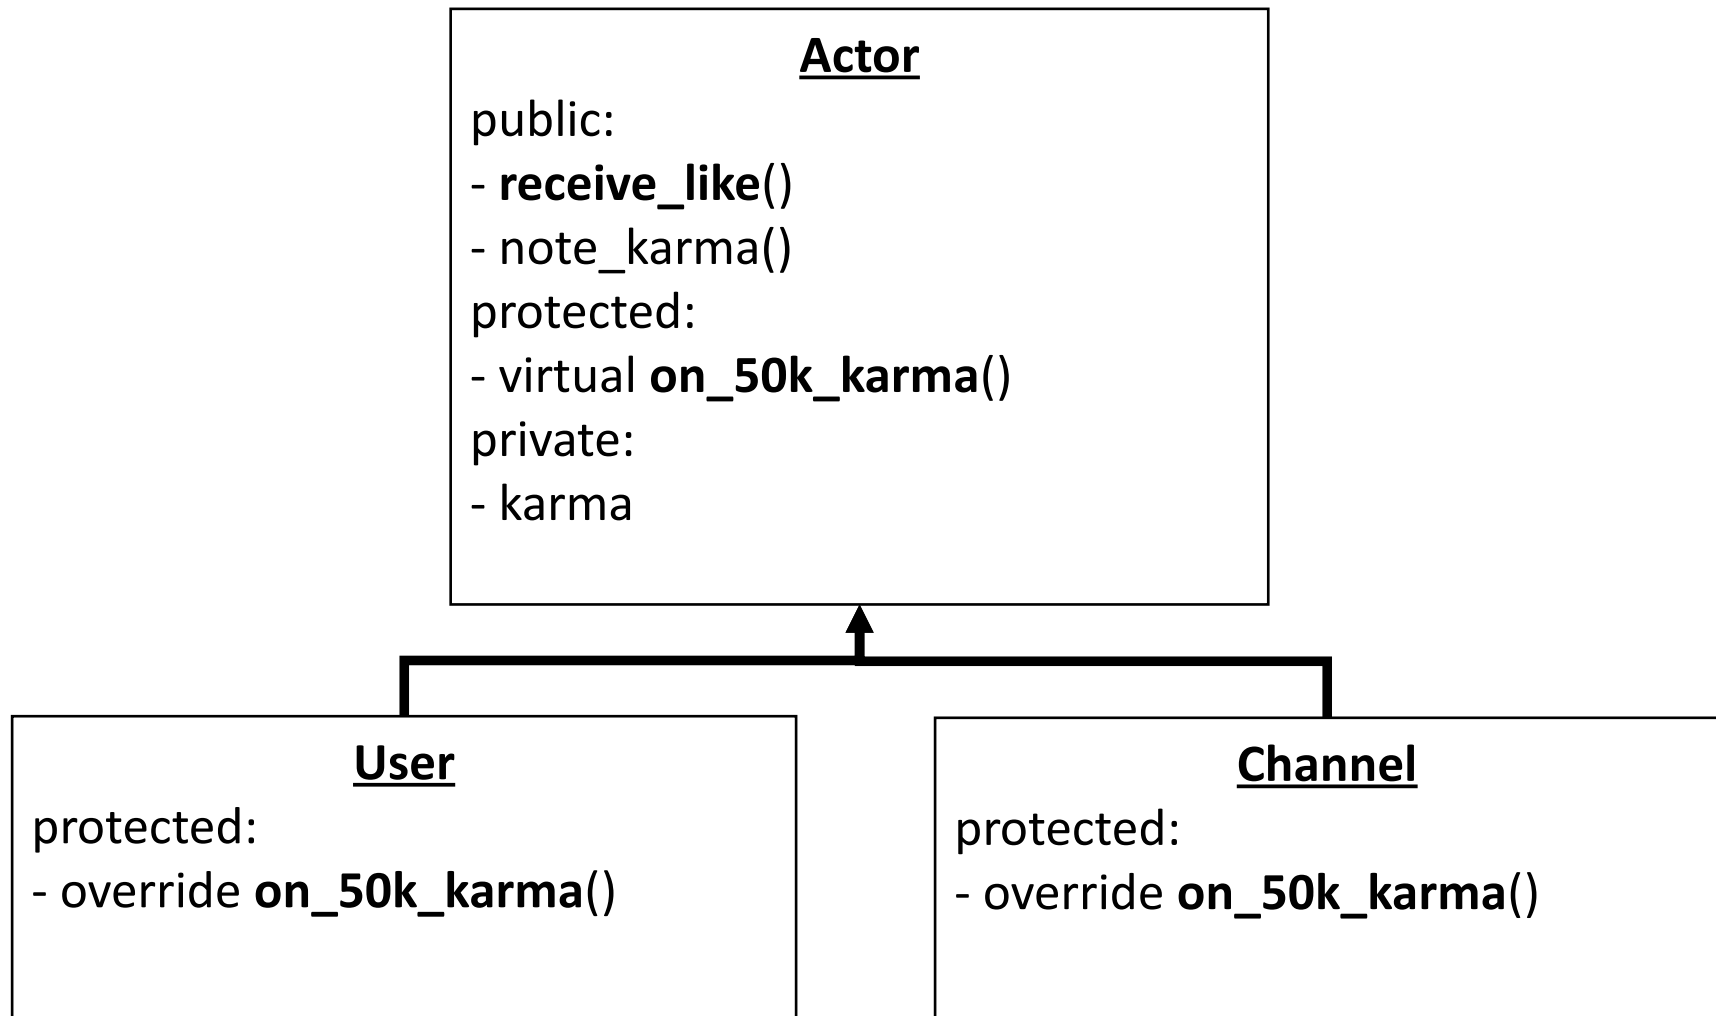 Actor
public:
- receive_like()
- note_karma()
protected:
- virtual on_50k_karma()
private:
- karma
User
protected:
- override on_50k_karma()
Channel
protected:
- override on_50k_karma()